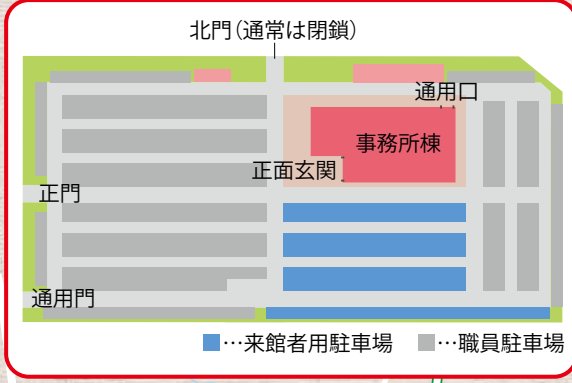 北門(通常は閉鎖)
通用口
事務所棟
正面玄関
正門
通用門
…来館者用駐車場 …職員駐車場